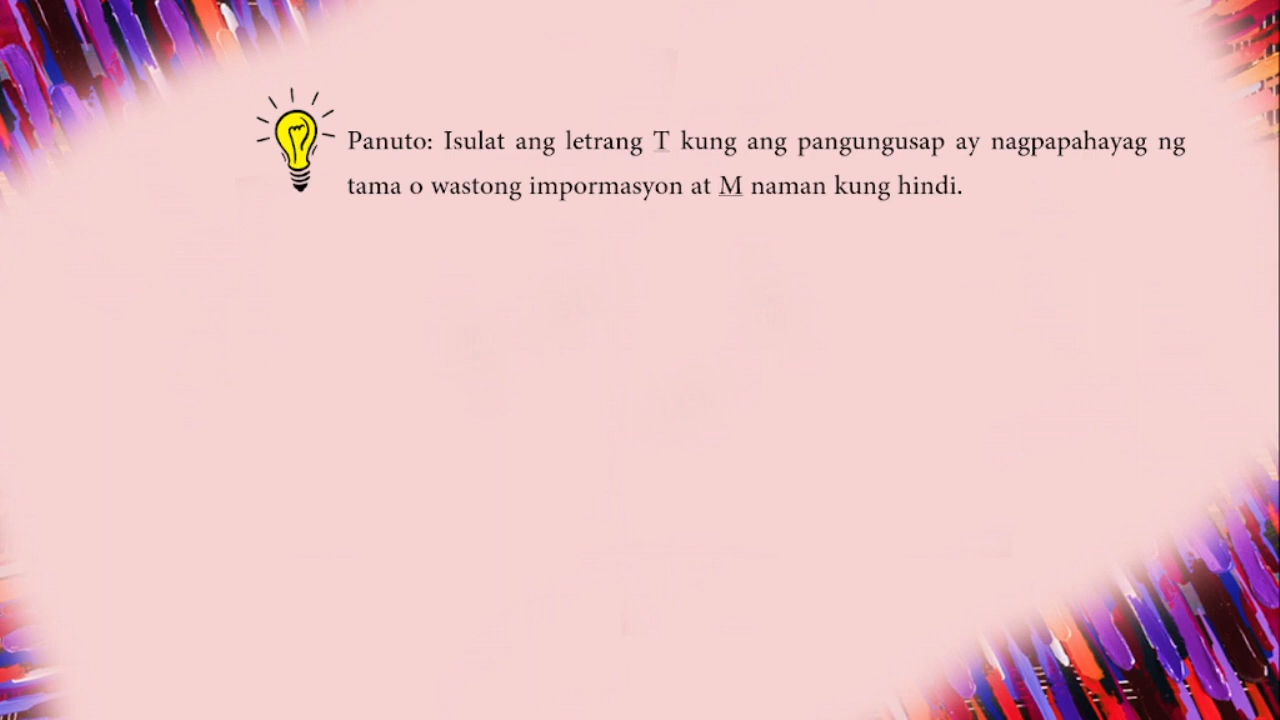 Panuto: Isulat ang letrang T kung ang pangungusap ay nagpapahayag ng
tama o wastong impormasyon at M naman kung hindi.